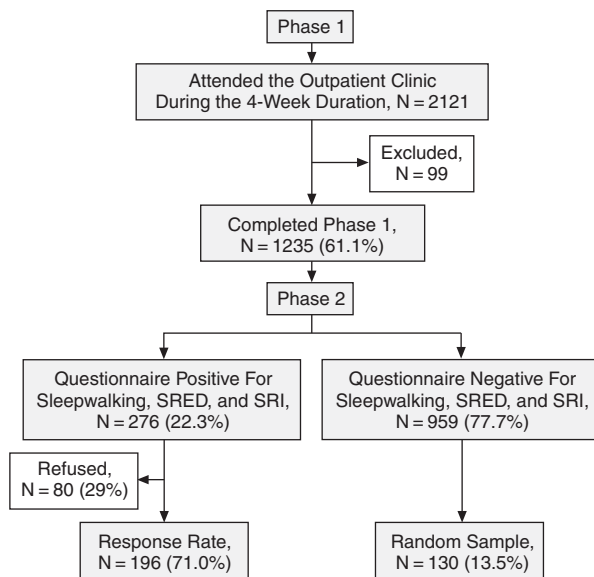 Phase 1
Attended the Outpatient Clinic
During the 4-Week Duration, N = 2121
Excluded,
N = 99
Completed Phase 1,
N = 1235 (61.1%)
Phase 2
Questionnaire Positive For
Sleepwalking, SRED, and SRI,
N = 276 (22.3%)
Questionnaire Negative For
Sleepwalking, SRED, and SRI,
N = 959 (77.7%)
Refused,
N = 80 (29%)
Response Rate,
N = 196 (71.0%)
Random Sample,
N = 130 (13.5%)